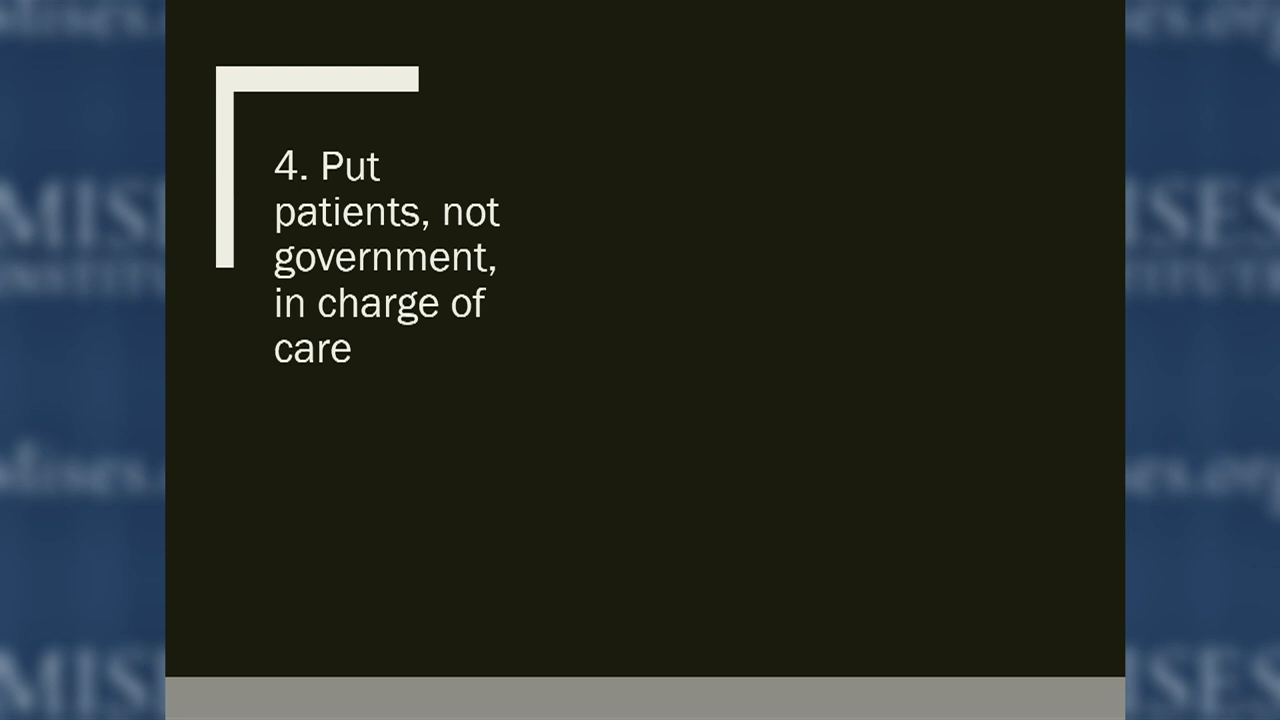 4. Put
patients, not
government,
in charge of
care